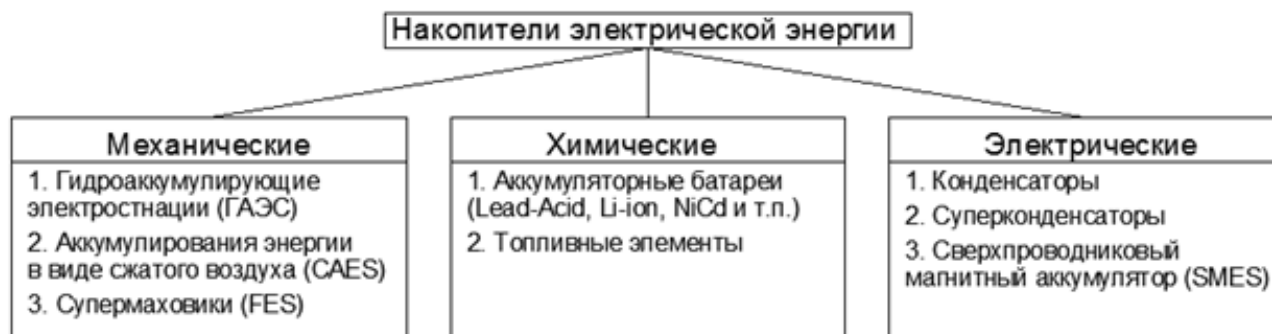 Накопители электрической энергии
Механические
1. Гидроаккумулирующие
электростнации (ГАЭС)
2. Аккумулирования энергии
в виде сжатого воздуха (CAES)
3. Супермаховики (FES)
Химические
1. Аккумуляторные батареи
(Lead-Acid, Li-ion, NiCd и т.п.)
2. Топливные элементы
Электрические
1. Конденсаторы
2. Суперконденсаторы
3. Сверхпроводниковый
магнитный аккумулятор (SMES)